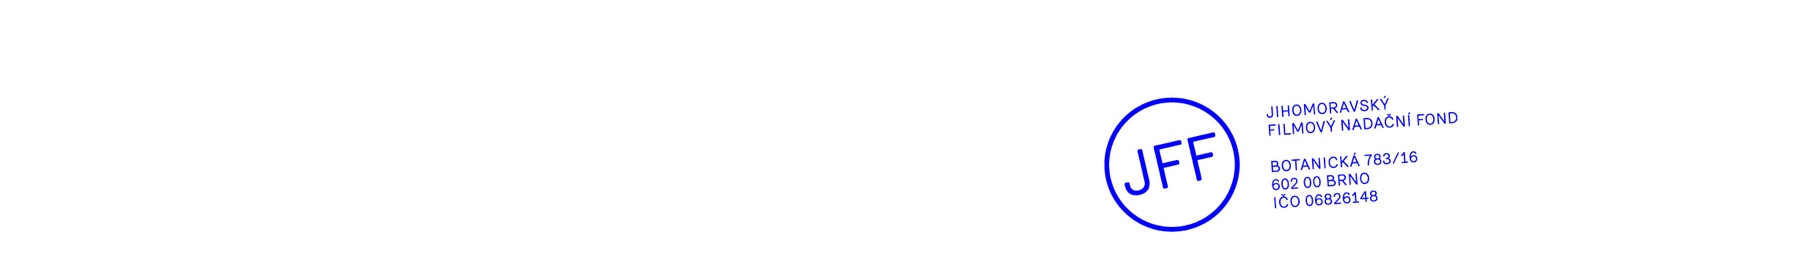 JFF
JIHOMORAVSKÝ
FILMOVÝ NADAČNÍ FOND
BOTANICKÁ 783/16
602 00 BRNO
IČO 06826148